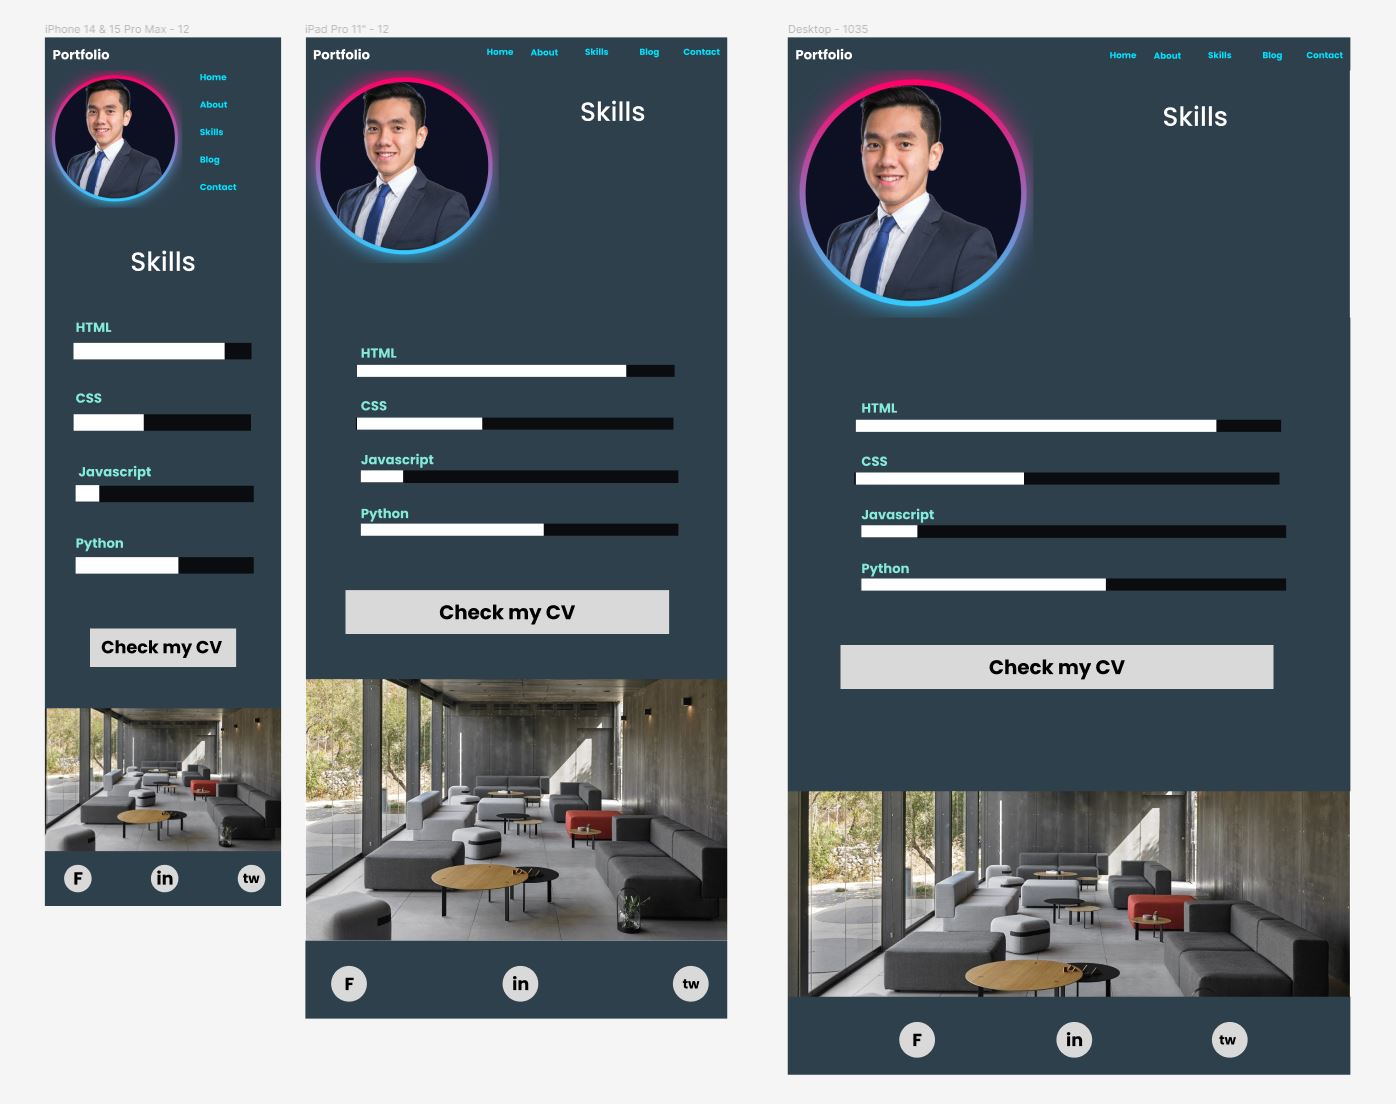 iPhone 14 & 15 Pro Max - 12
Portfolio
Home
About
Skills
Blog
Contact
Skills
HTML
CSS
Javascript
Python
Check my CV
F
in
tw
iPad Pro 11" - 12
Portfolio
Home About Skills Blog Contact
Skills
HTML
CSS
Javascript
Python
Check my CV
F in tw
Desktop - 1035
Portfolio
Home About Skills Blog Contact
Skills
HTML
CSS
Javascript
Python
Check my CV
F in tw